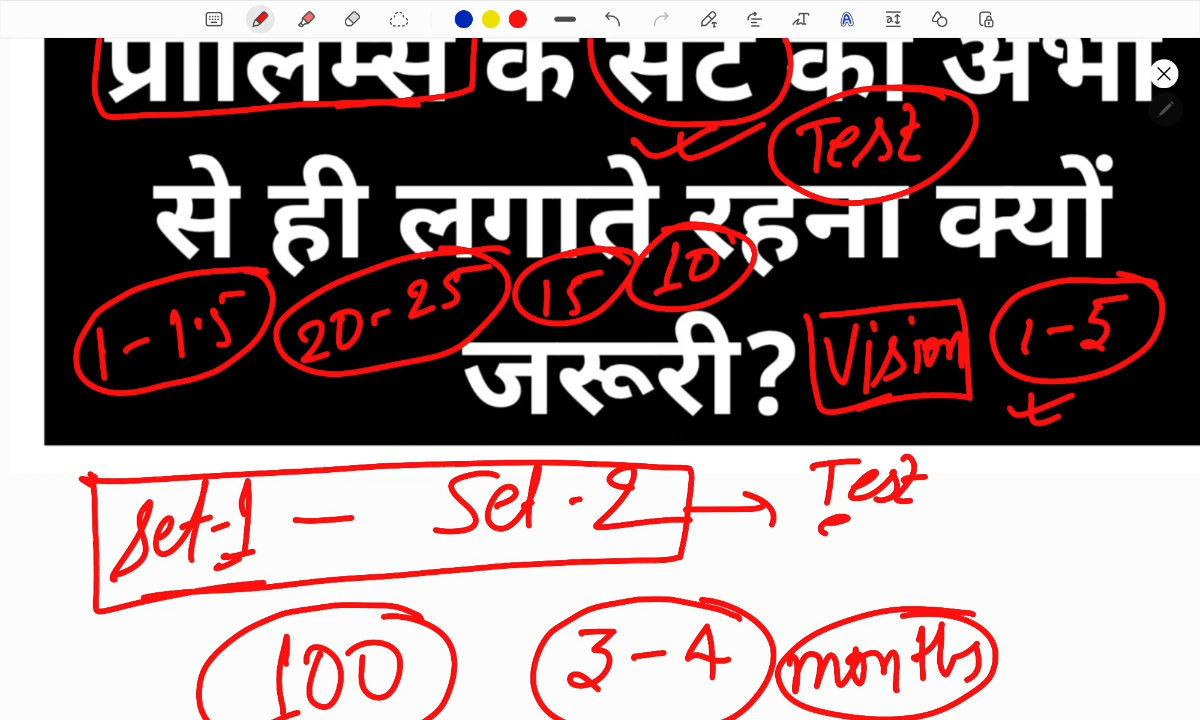 प्रीलिम्स के सेट को अभी
Test
से ही लगाते रहना क्यों
1-1.5 20-25 15 10
जरूरी? Vision 1-5
Set-1 - Set-2 → Test
100 3-4 months